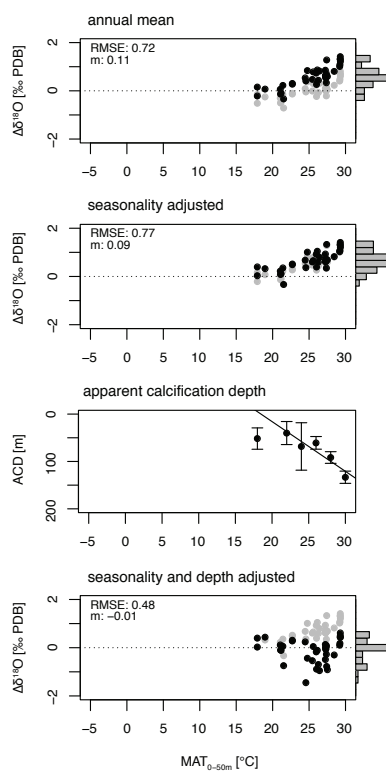 annual mean
RMSE: 0.72
m: 0.11
Δδ¹⁸O [‰ PDB]
2
0
-2
-5 0 5 10 15 20 25 30
seasonality adjusted
RMSE: 0.77
m: 0.09
Δδ¹⁸O [‰ PDB]
2
0
-2
-5 0 5 10 15 20 25 30
apparent calcification depth
ACD [m]
0
100
200
-5 0 5 10 15 20 25 30
seasonality and depth adjusted
RMSE: 0.48
m: -0.01
Δδ¹⁸O [‰ PDB]
2
0
-2
-5 0 5 10 15 20 25 30
MAT₀₋₅₀ₘ [°C]